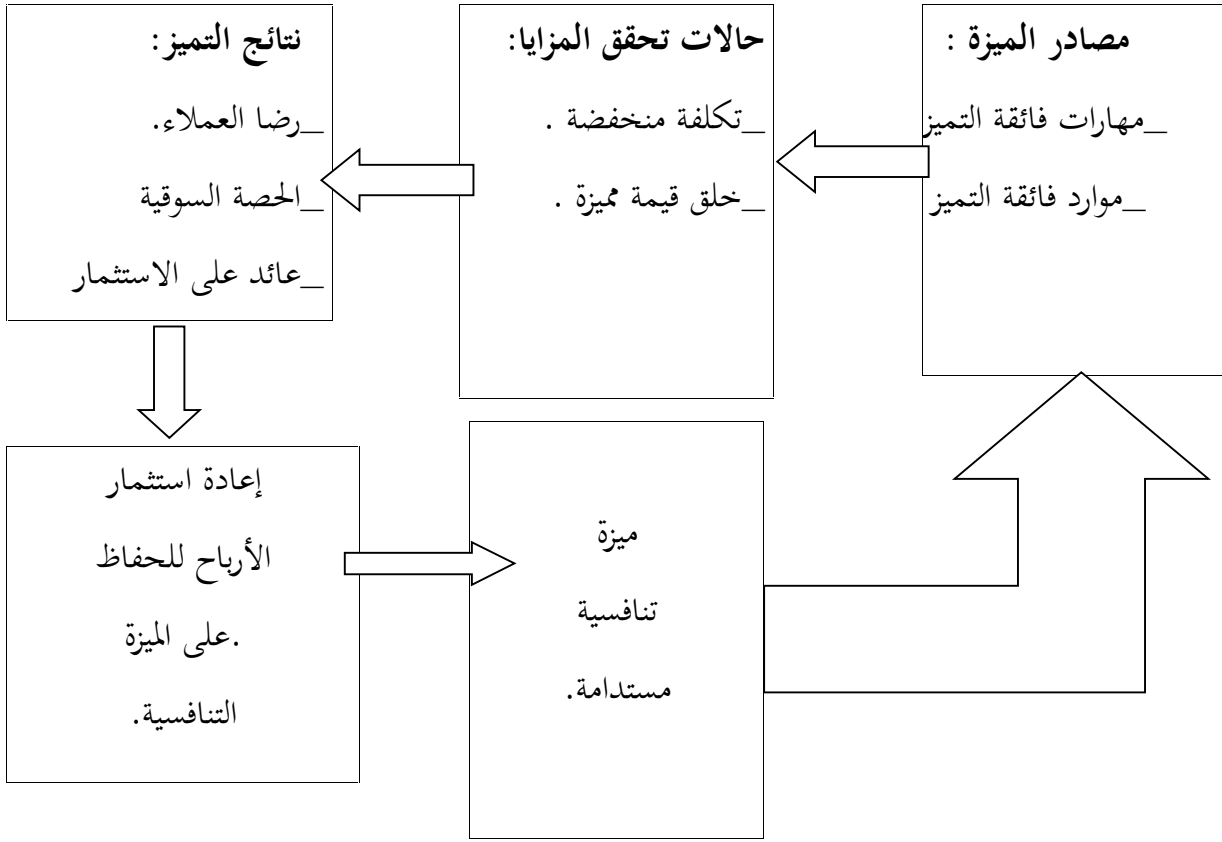 مصادر الميزة :
_مهارات فائقة التميز
_موارد فائقة التميز
حالات تحقق المزايا:
_تكلفة منخفضة .
_خلق قيمة مميزة .
نتائج التميز:
_رضا العملاء.
_الحصة السوقية
_عائد على الاستثمار
إعادة استثمار
الأرباح للحفاظ
.على الميزة
التنافسية.
ميزة
تنافسية
مستدامة.